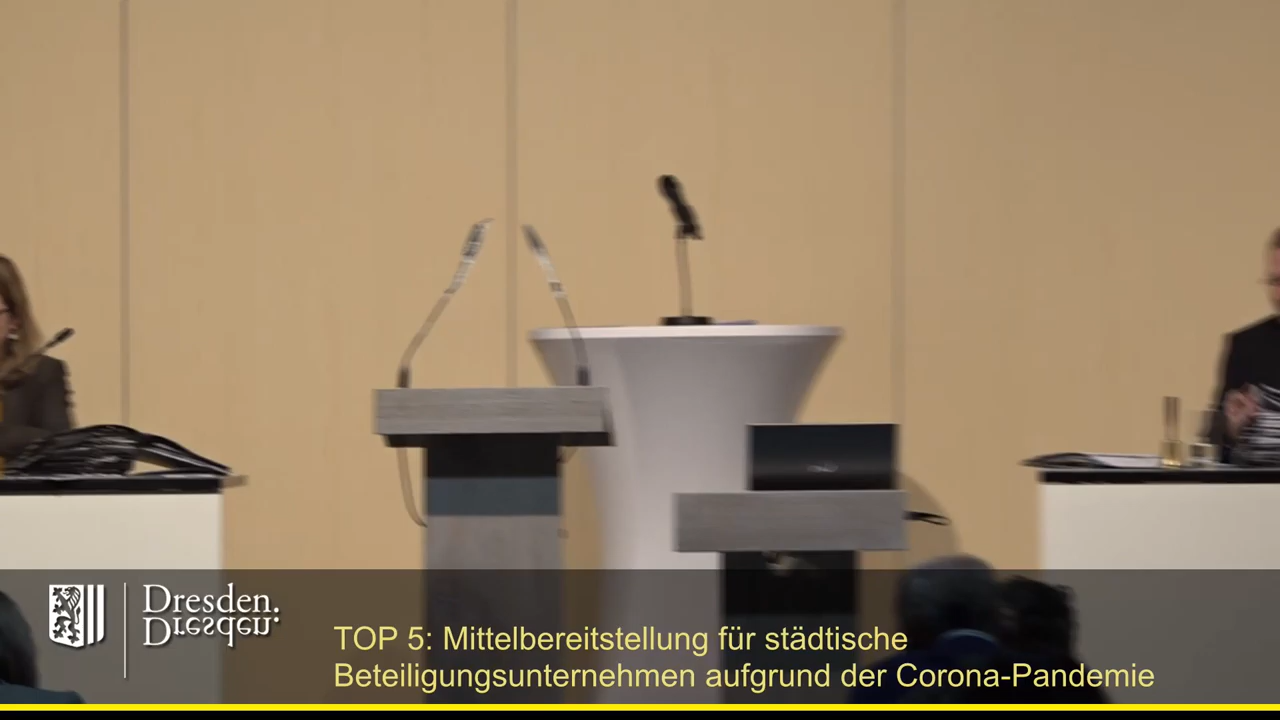 Dresden.
Dresden.
TOP 5: Mittelbereitstellung für städtische
Beteiligungsunternehmen aufgrund der Corona-Pandemie